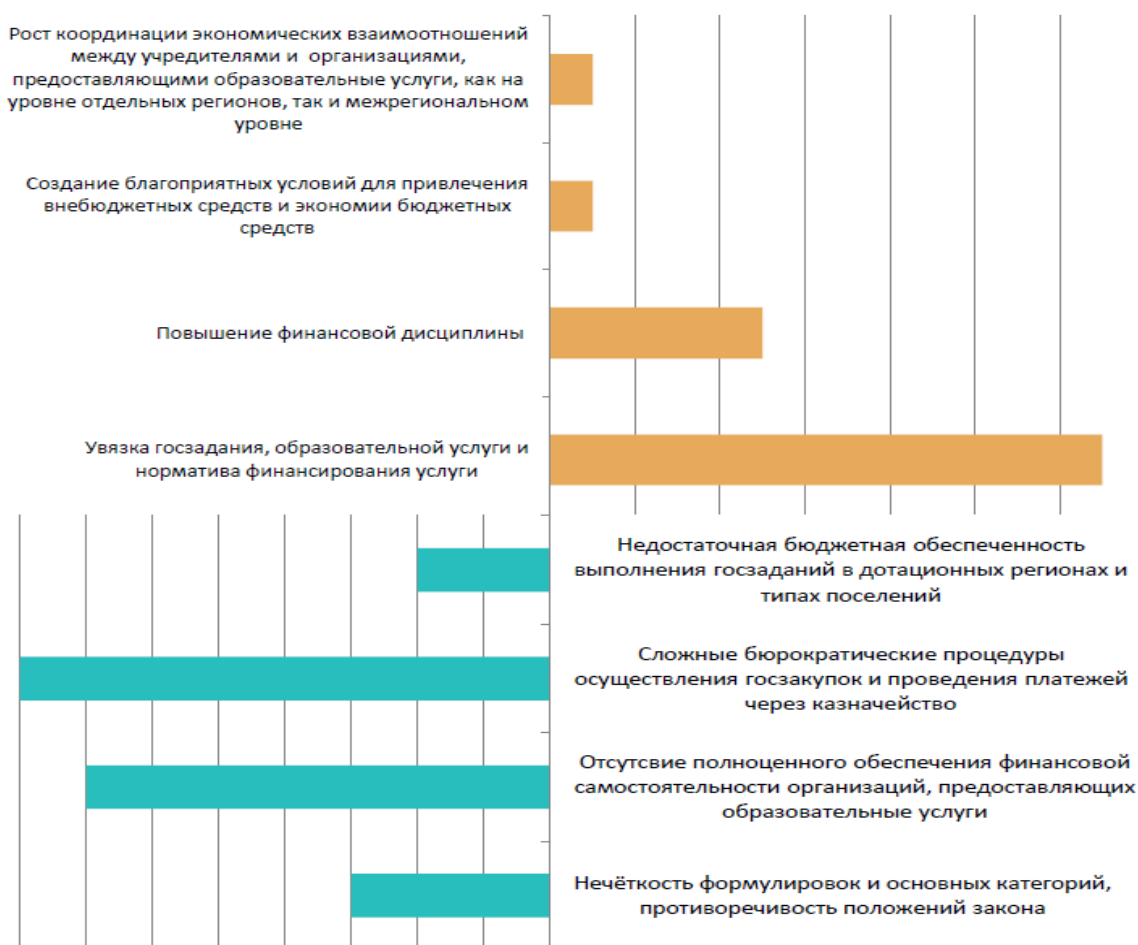 Рост координации экономических взаимоотношений
между учредителями и организациями,
предоставляющими образовательные услуги, как на
уровне отдельных регионов, так и межрегиональном
уровне
Создание благоприятных условий для привлечения
внебюджетных средств и экономии бюджетных
средств
Повышение финансовой дисциплины
Увязка госзадания, образовательной услуги и
норматива финансирования услуги
Недостаточная бюджетная обеспеченность
выполнения госзаданий в дотационных регионах и
типах поселений
Сложные бюрократические процедуры
осуществления госзакупок и проведения платежей
через казначейство
Отсутсвие полноценного обеспечения финансовой
самостоятельности организаций, предоставляющих
образовательные услуги
Нечёткость формулировок и основных категорий,
противоречивость положений закона